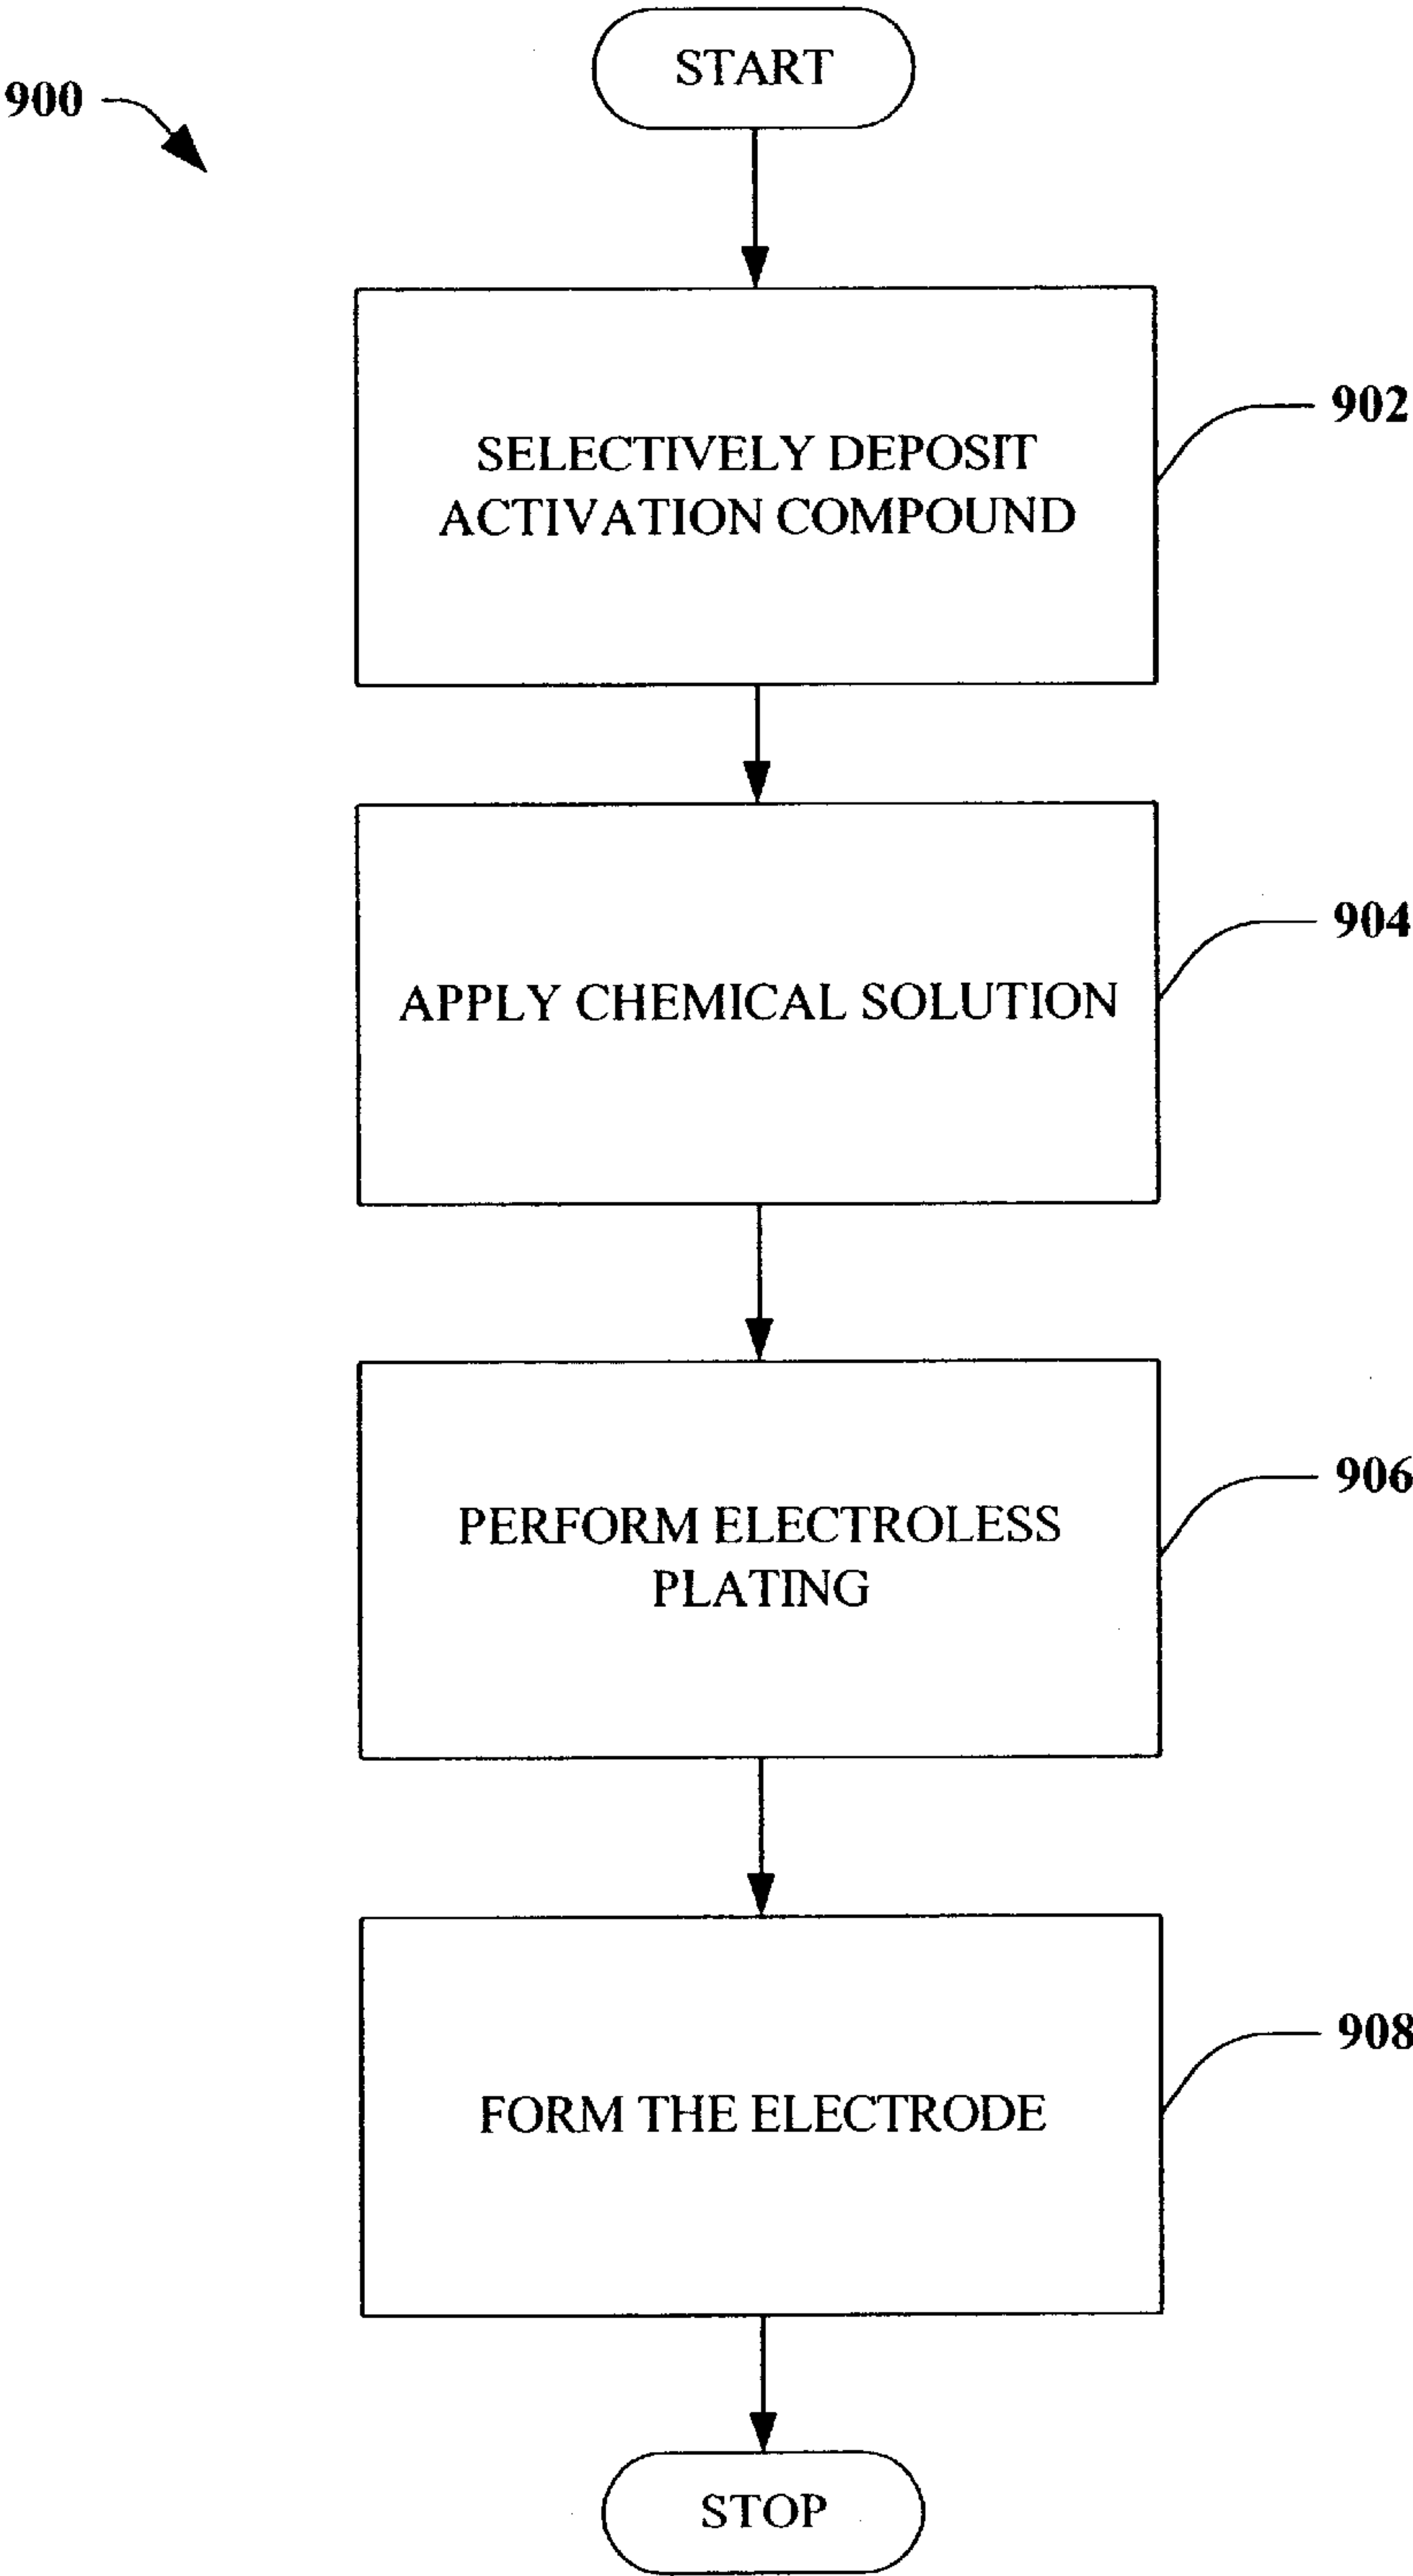 START
900
SELECTIVELY DEPOSIT
ACTIVATION COMPOUND
902
APPLY CHEMICAL SOLUTION
904
PERFORM ELECTROLESS
PLATING
906
FORM THE ELECTRODE
908
STOP